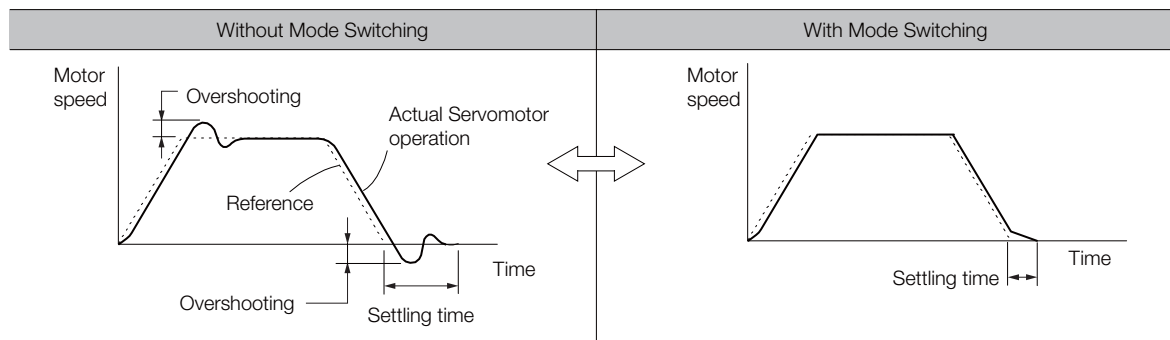 Without Mode Switching
With Mode Switching
Motor
speed
Overshooting
Actual Servomotor
operation
Reference
Time
Overshooting
Settling time
Motor
speed
Time
Settling time